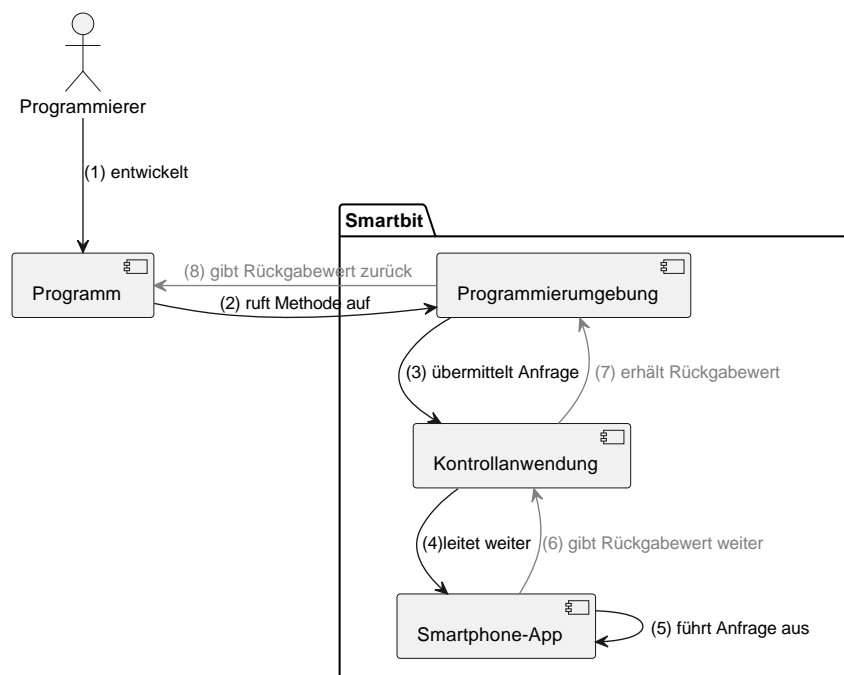 Programmierer
(1) entwickelt
Smartbit
(8) gibt Rückgabewert zurück
Programm
Programmierumgebung
(2) ruft Methode auf
(3) übermittelt Anfrage
(7) erhält Rückgabewert
Kontrollanwendung
(4)leitet weiter
(6) gibt Rückgabewert weiter
Smartphone-App
(5) führt Anfrage aus